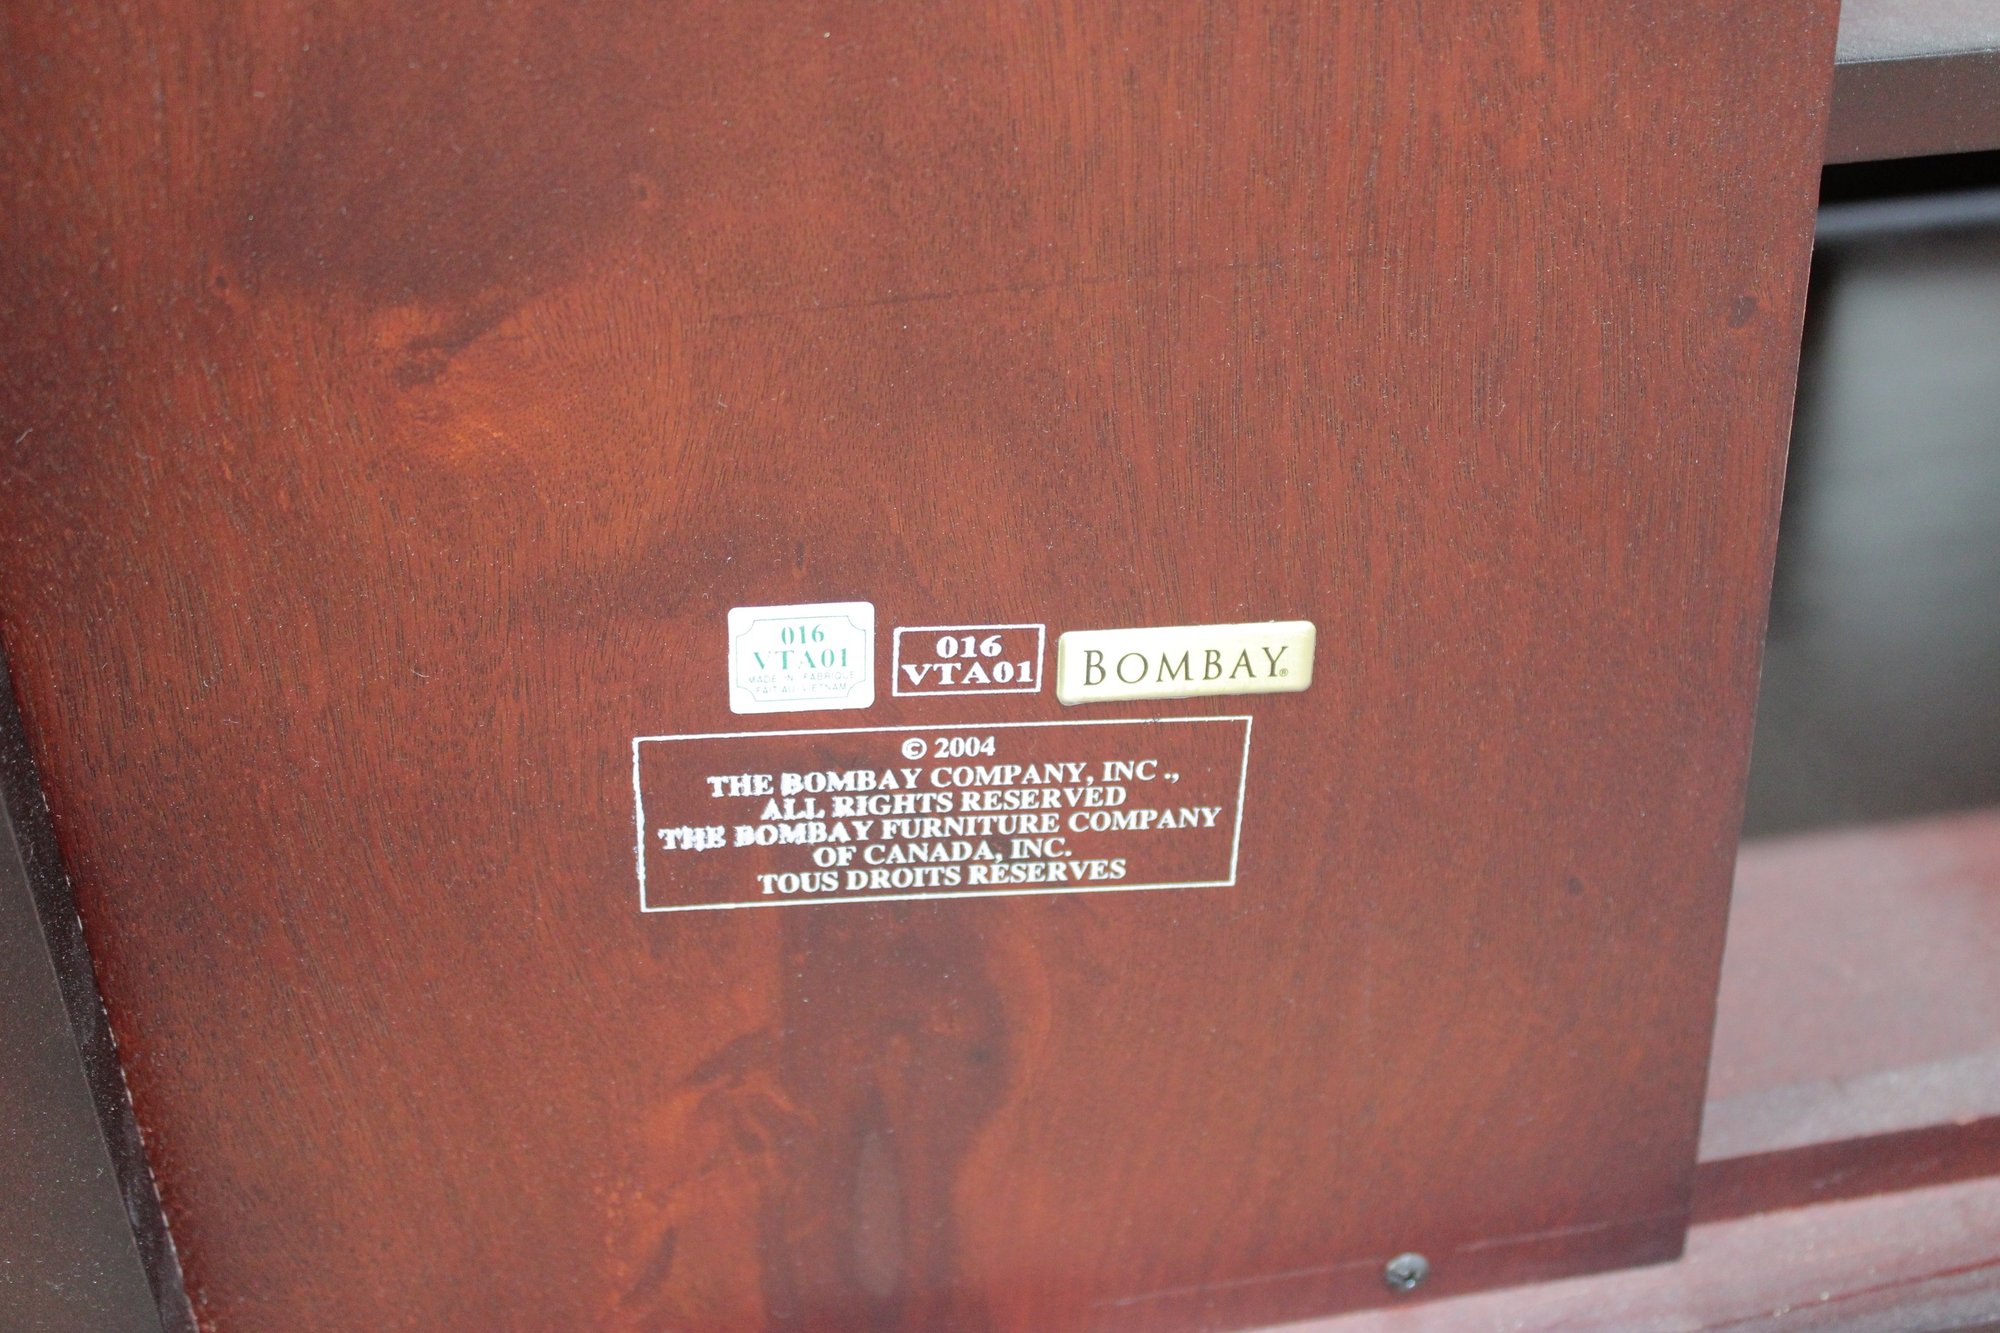 016
VTA01
MADE IN / FABRIQUE
FAIT AU VIETNAM
016
VTA01
BOMBAY®
© 2004
THE BOMBAY COMPANY, INC .,
ALL RIGHTS RESERVED
THE BOMBAY FURNITURE COMPANY
OF CANADA, INC.
TOUS DROITS RESERVES